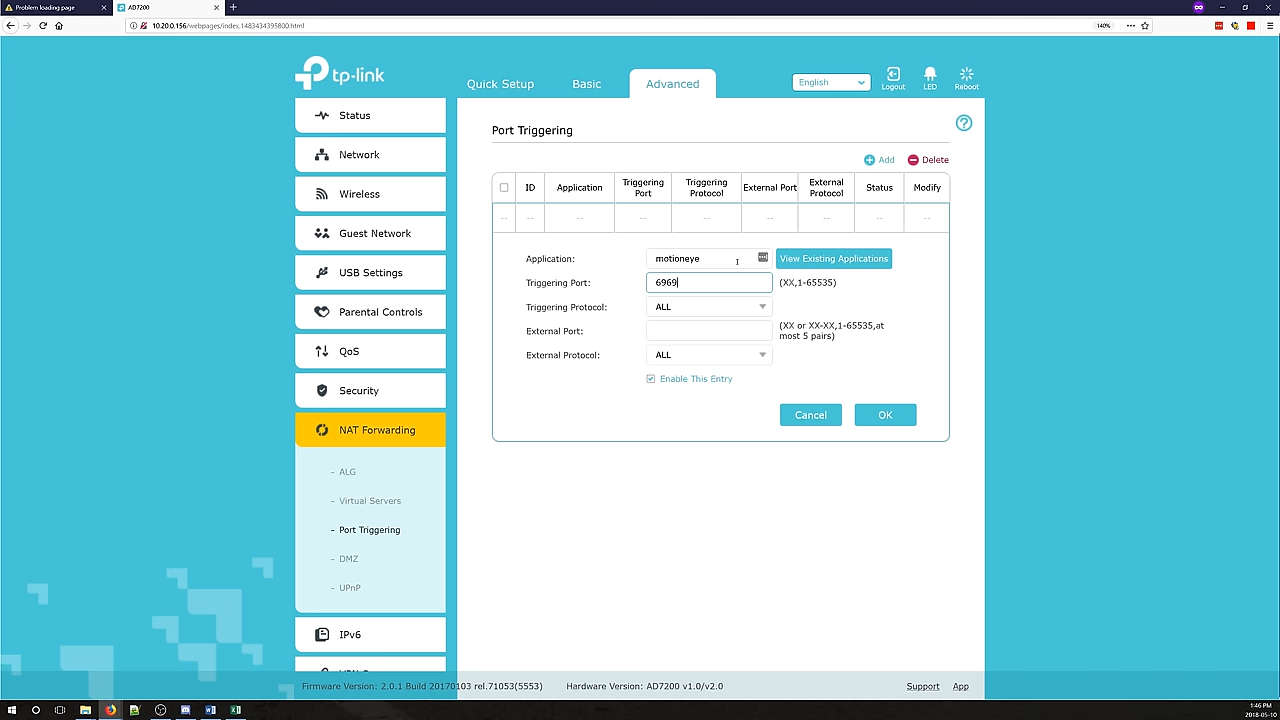 Problem loading page
AD7200
10.20.0.156/webpages/index.1483434395800.html
140%
tp-link
Quick Setup
Basic
Advanced
English
Logout
LED
Reboot
Status
Network
Wireless
Guest Network
USB Settings
Parental Controls
QoS
Security
NAT Forwarding
- ALG
- Virtual Servers
- Port Triggering
- DMZ
- UPnP
IPv6
Port Triggering
Add
Delete
ID
Application
Triggering Port
Triggering Protocol
External Port
External Protocol
Status
Modify
-- -- -- -- -- -- -- -- --
Application: motioneye View Existing Applications
Triggering Port: 6969 (XX,1-65535)
Triggering Protocol: ALL
External Port: (XX or XX-XX,1-65535,at
most 5 pairs)
External Protocol: ALL
Enable This Entry
Cancel
OK
Firmware Version: 2.0.1 Build 20170103 rel.71053(5553) Hardware Version: AD7200 v1.0/v2.0 Support App
1:46 PM
2018-05-10